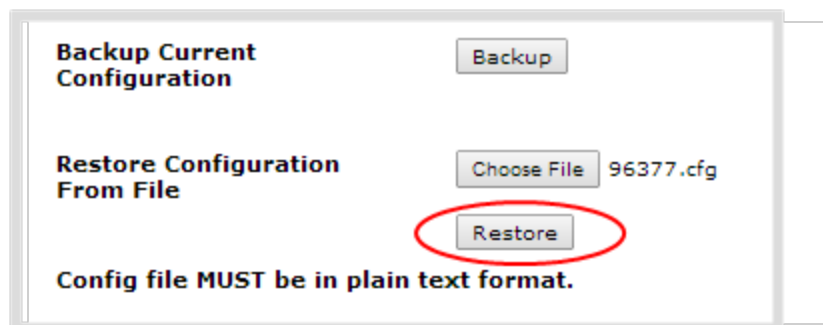 Backup Current
Configuration
Backup
Restore Configuration
From File
Choose File 96377.cfg
Restore
Config file MUST be in plain text format.